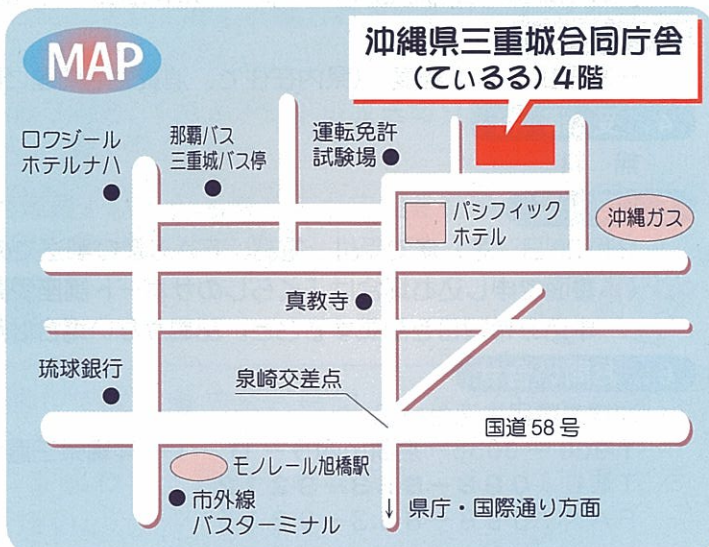 MAP
沖縄県三重城合同庁舎
(てぃるる)4階
ロワジール
ホテルナハ
那覇バス
三重城バス停
運転免許
試験場
パシフィック
ホテル
沖縄ガス
真教寺
琉球銀行
泉崎交差点
国道58号
モノレール旭橋駅
市外線
バスターミナル
↓県庁・国際通り方面